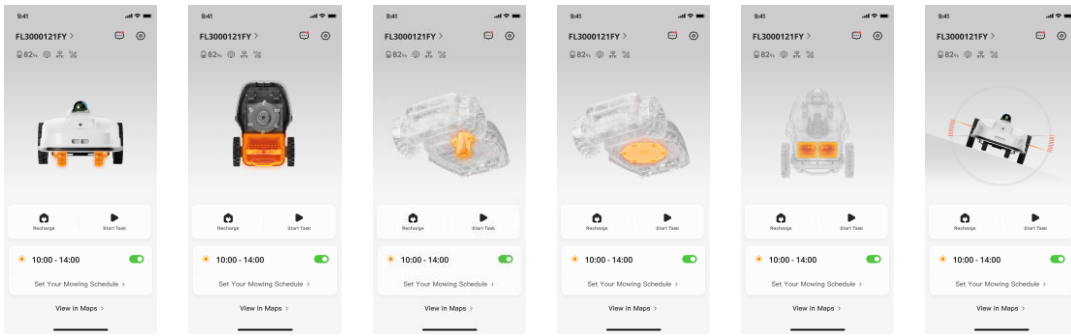 9:41
FL3000121FY >
82%
Recharge
Start Task
10:00 - 14:00
Set Your Mowing Schedule >
View in Maps >
9:41
FL3000121FY >
82%
Recharge
Start Task
10:00 - 14:00
Set Your Mowing Schedule >
View in Maps >
9:41
FL3000121FY >
82%
Recharge
Start Task
10:00 - 14:00
Set Your Mowing Schedule >
View in Maps >
9:41
FL3000121FY >
82%
Recharge
Start Task
10:00 - 14:00
Set Your Mowing Schedule >
View in Maps >
9:41
FL3000121FY >
82%
Recharge
Start Task
10:00 - 14:00
Set Your Mowing Schedule >
View in Maps >
9:41
FL3000121FY >
82%
Recharge
Start Task
10:00 - 14:00
Set Your Mowing Schedule >
View in Maps >